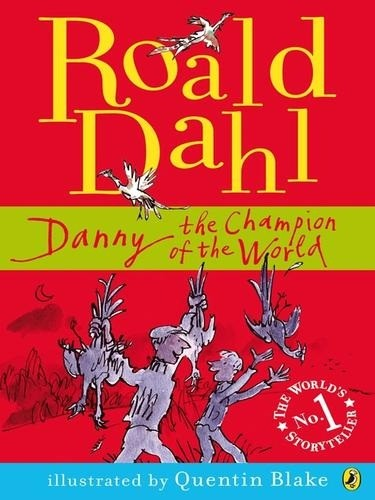 Roald
Dahl
Danny the Champion
of the World
THE WORLD'S
No. 1
STORYTELLER
illustrated by Quentin Blake